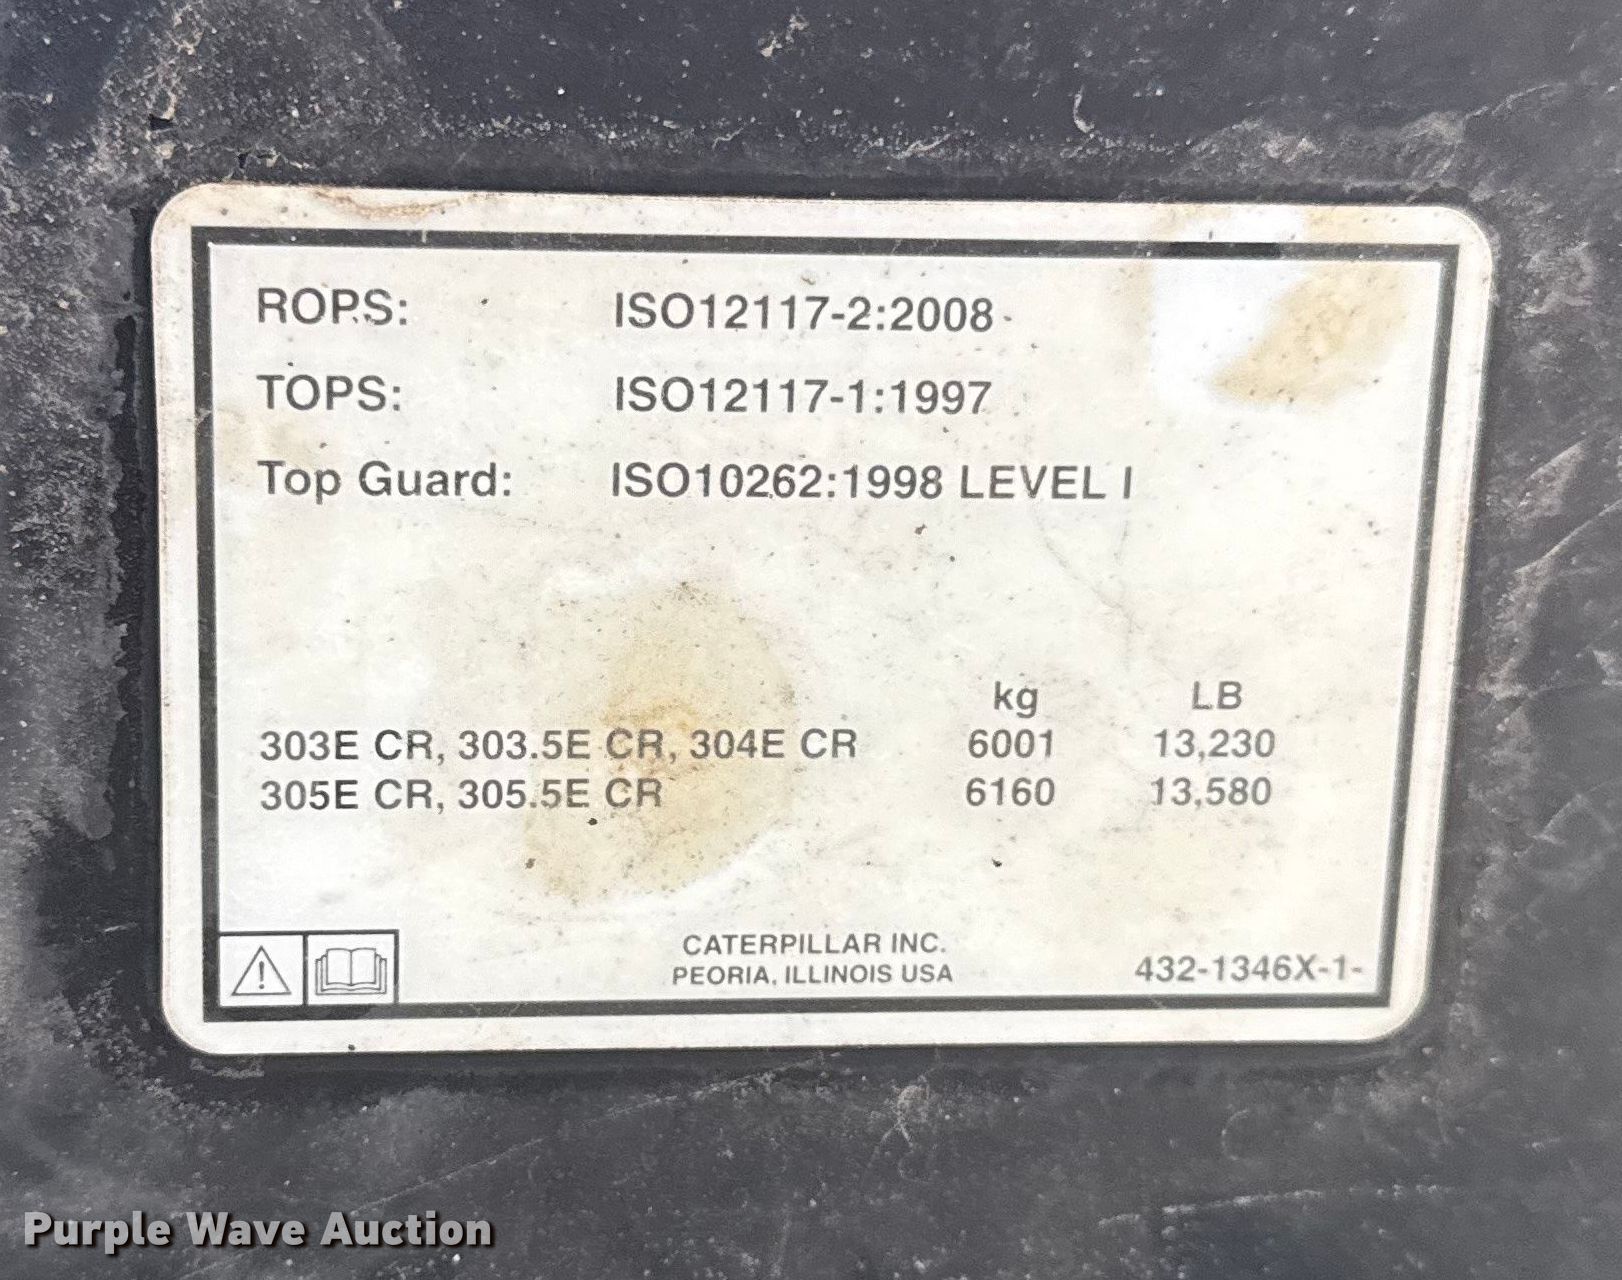 ROPS: ISO12117-2:2008
TOPS: ISO12117-1:1997
Top Guard: ISO10262:1998 LEVEL I
kg LB
303E CR, 303.5E CR, 304E CR 6001 13,230
305E CR, 305.5E CR 6160 13,580
CATERPILLAR INC.
PEORIA, ILLINOIS USA
432-1346X-1-
Purple Wave Auction